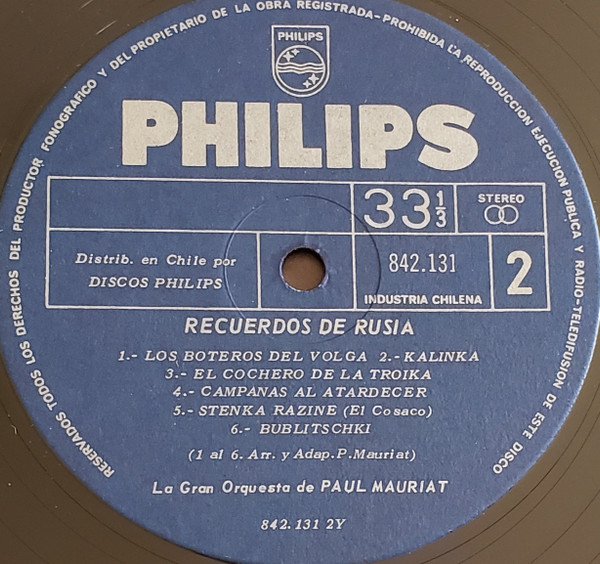 RESERVADOS TODOS LOS DERECHOS DEL PRODUCTOR FONOGRAFICO Y DEL PROPIETARIO DE LA OBRA REGISTRADA-PROHIBIDA LA REPRODUCCION EJECUCION PUBLICA Y RADIO-TELEDIFUSION DE ESTE DISCO
PHILIPS
PHILIPS
33 1/3
STEREO
Distrib. en Chile por
DISCOS PHILIPS
842.131
INDUSTRIA CHILENA
2
RECUERDOS DE RUSIA
1.- LOS BOTEROS DEL VOLGA 2.- KALINKA
3.- EL COCHERO DE LA TROIKA
4.- CAMPANAS AL ATARDECER
5.- STENKA RAZINE (El Cosaco)
6.- BUBLITSCHKI
(1 al 6. Arr. y Adap. P. Mauriat)
La Gran Orquesta de PAUL MAURIAT
842.131 2Y